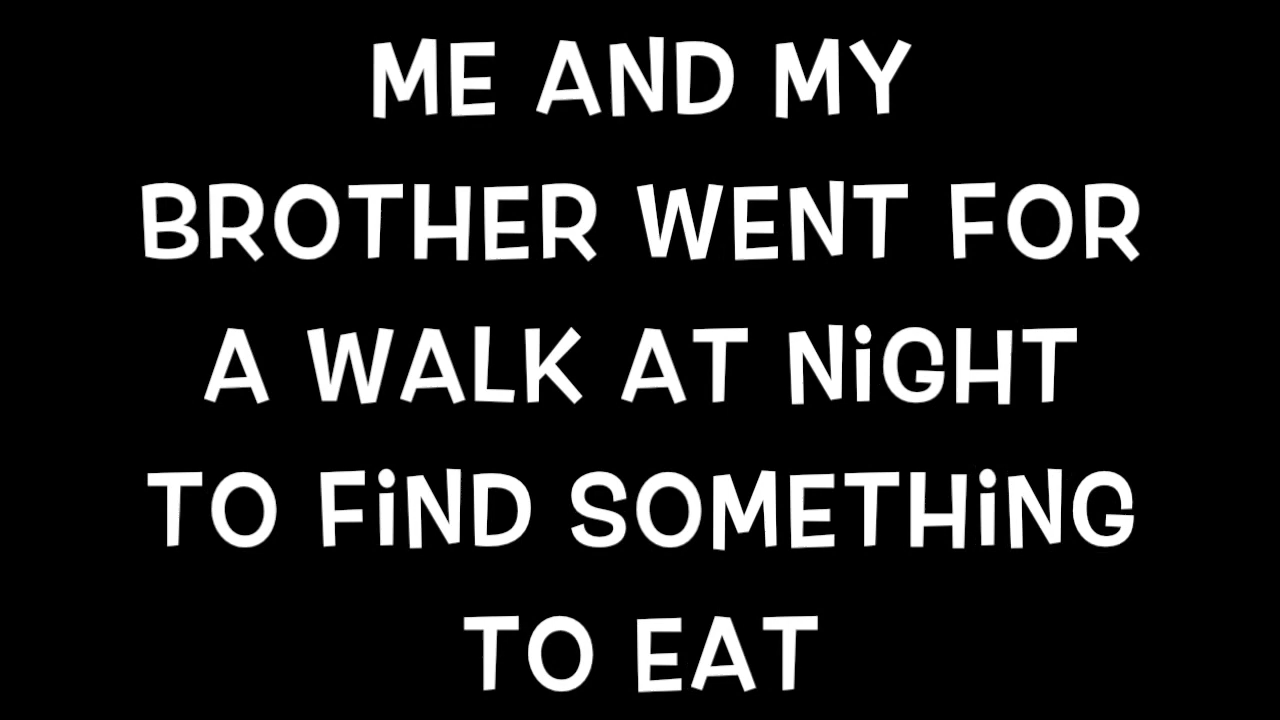 ME AND MY
BROTHER WENT FOR
A WALK AT NiGHT
TO FiND SOMETHiNG
TO EAT